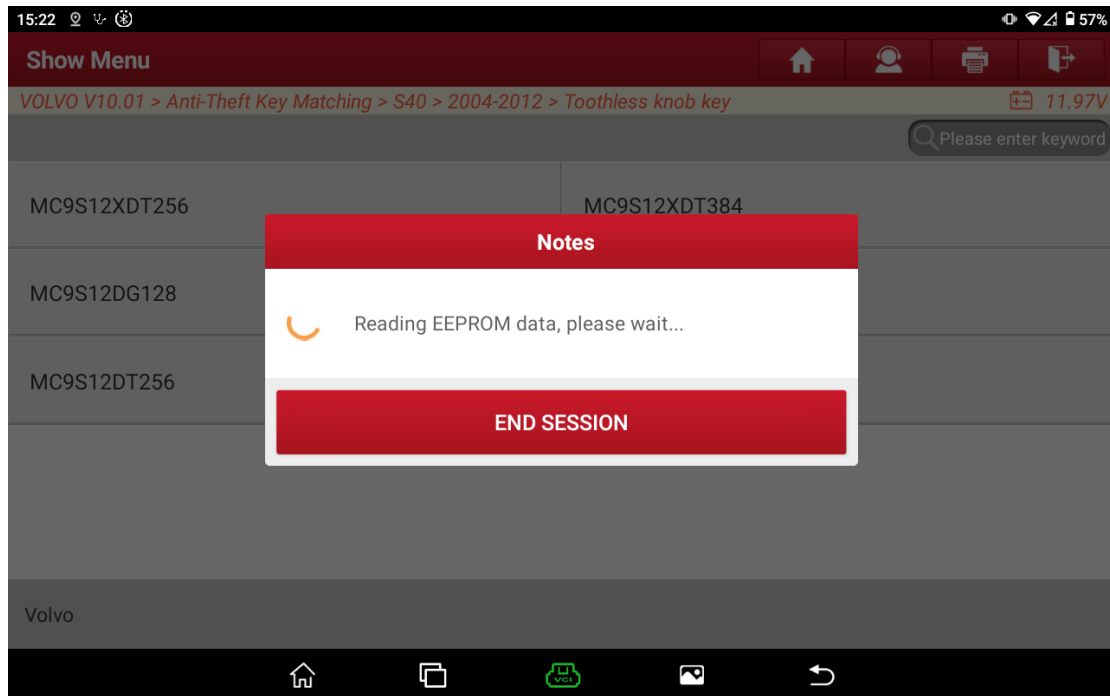 15:22 57%
Show Menu
VOLVO V10.01 > Anti-Theft Key Matching > S40 > 2004-2012 > Toothless knob key 11.97V
Please enter keyword
MC9S12XDT256 MC9S12XDT384
Notes
MC9S12DG128
Reading EEPROM data, please wait...
MC9S12DT256
END SESSION
Volvo
VCI